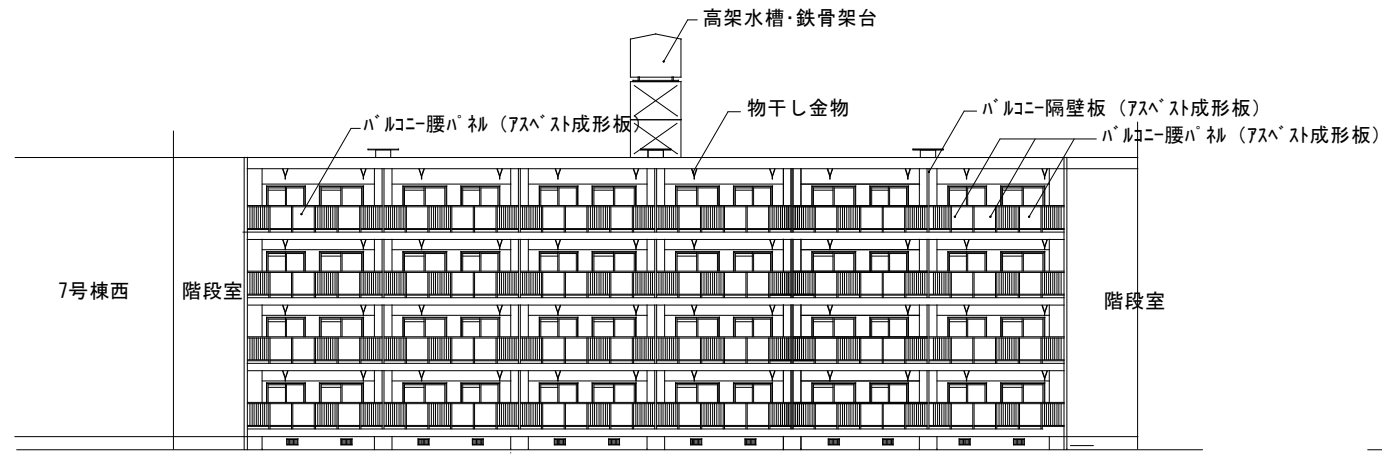 高架水槽・鉄骨架台
物干し金物
バルコニー隔壁板（アスベスト成形板）
バルコニー腰パネル（アスベスト成形板）
バルコニー腰パネル（アスベスト成形板）
7号棟西
階段室
階段室